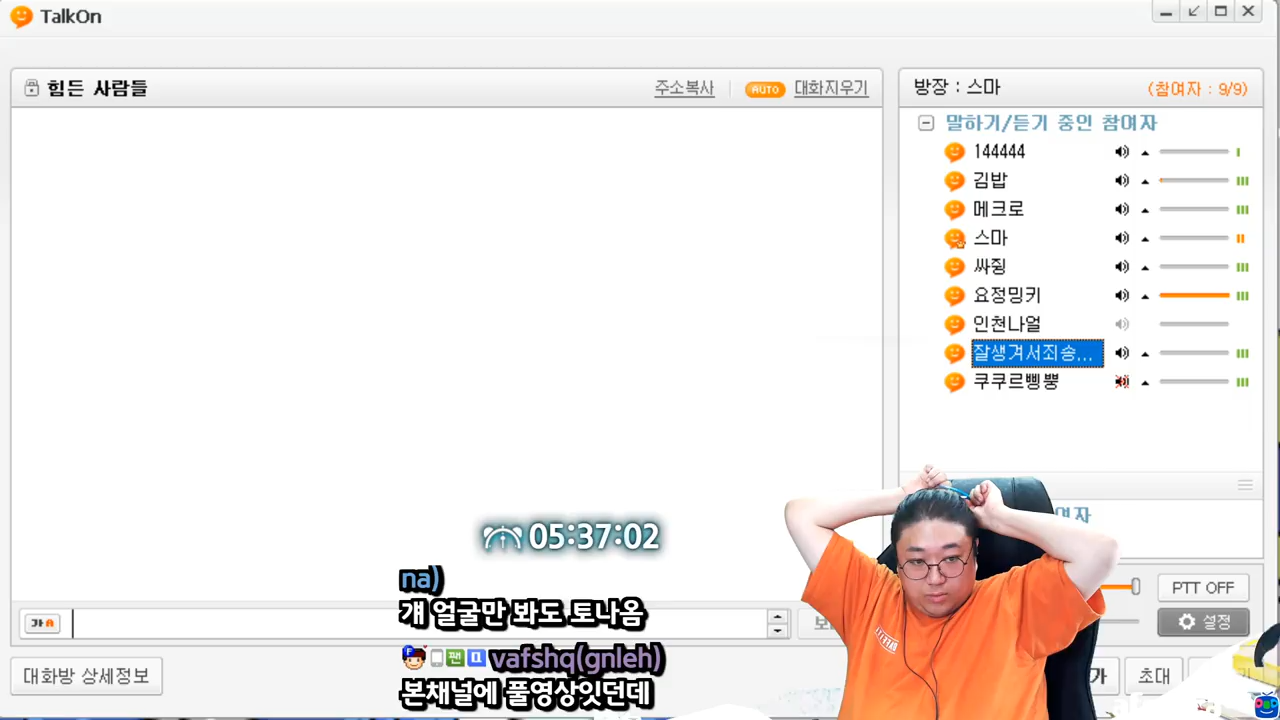 TalkOn
힘든 사람들
주소복사
AUTO
대화지우기
방장 : 스마
(참여자 : 9/9)
말하기/듣기 중인 참여자
144444
김밥
메크로
스마
싸쥥
요정밍키
인천나얼
잘생겨서죄송...
쿠쿠르삥뽕
여자
05:37:02
na)
걔 얼굴만 봐도 토나옴
vafshq(gnleh)
본채널에 풀영상잇던데
가
PTT OFF
설정
대화방 상세정보
초대